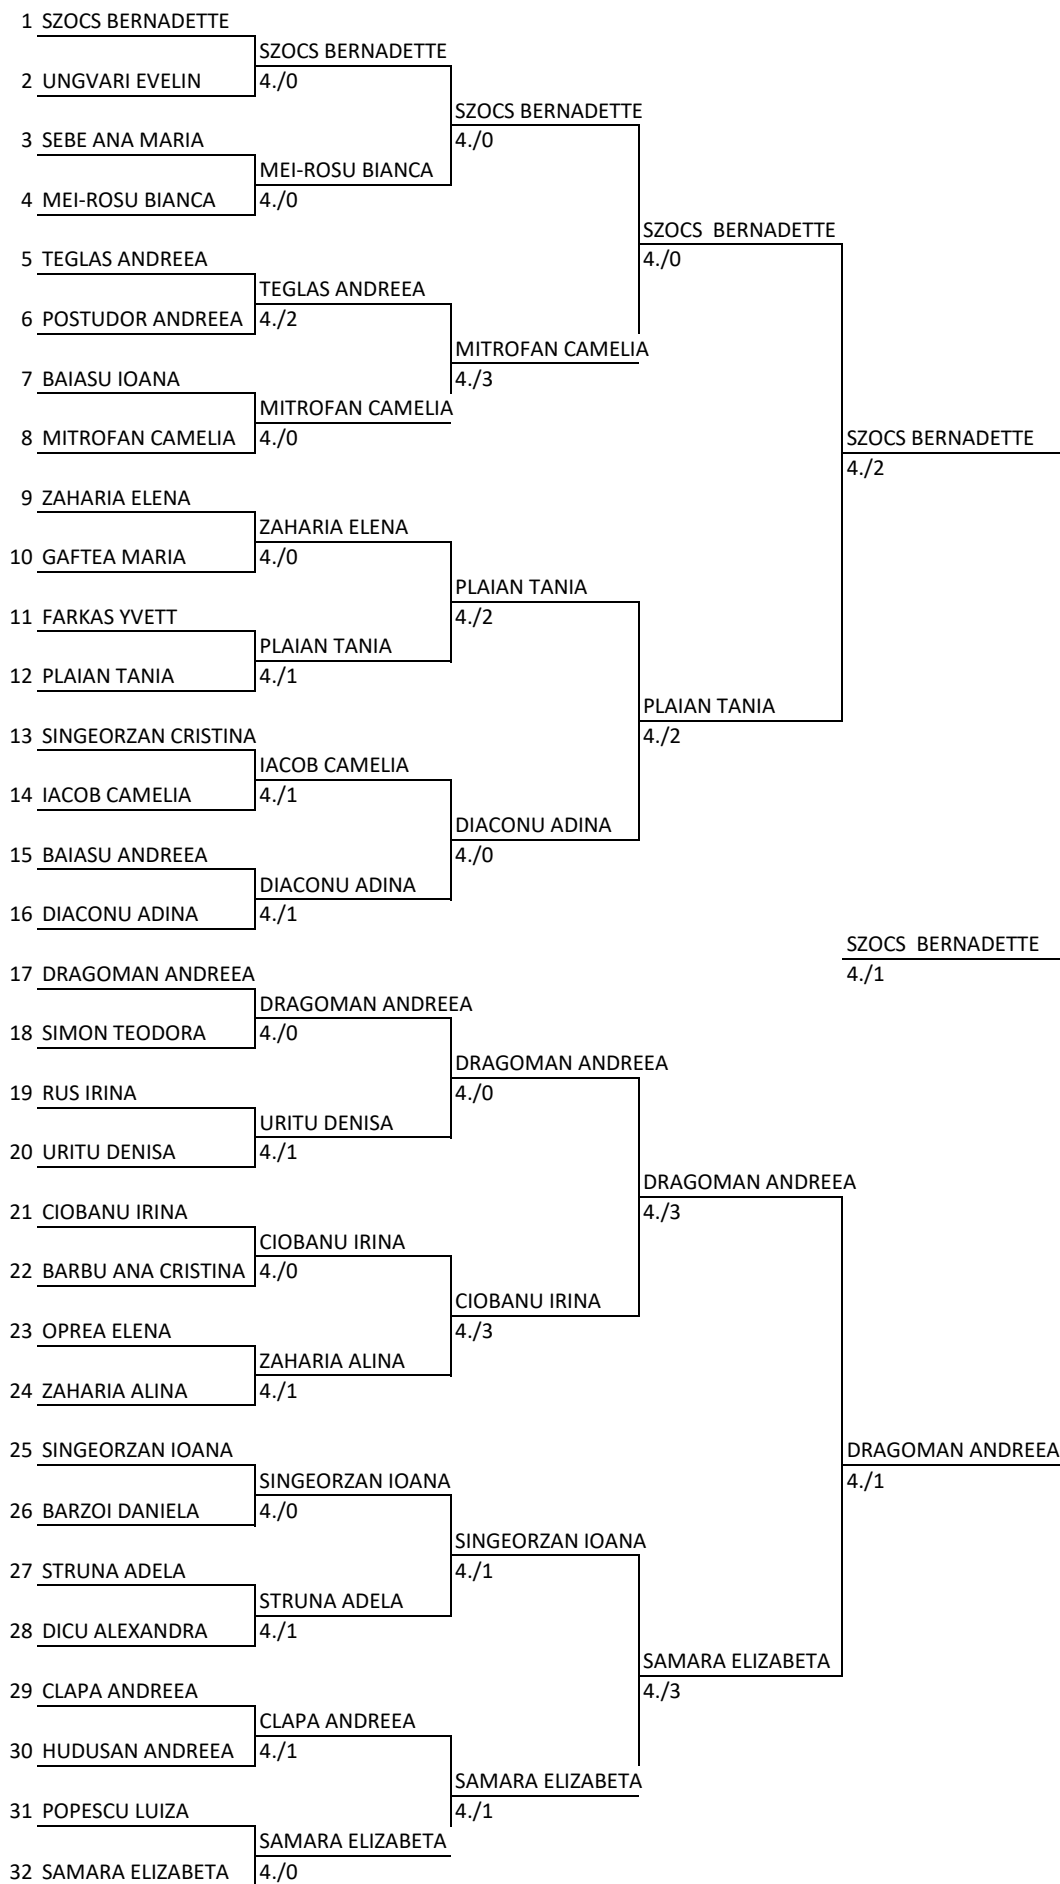 1 SZOCS BERNADETTE
SZOCS BERNADETTE
2 UNGVARI EVELIN 4./0
SZOCS BERNADETTE
3 SEBE ANA MARIA 4./0
MEI-ROSU BIANCA
4 MEI-ROSU BIANCA 4./0
SZOCS  BERNADETTE
5 TEGLAS ANDREEA 4./0
TEGLAS ANDREEA
6 POSTUDOR ANDREEA 4./2
MITROFAN CAMELIA
7 BAIASU IOANA 4./3
MITROFAN CAMELIA
8 MITROFAN CAMELIA 4./0 SZOCS BERNADETTE
4./2
9 ZAHARIA ELENA
ZAHARIA ELENA
10 GAFTEA MARIA 4./0
PLAIAN TANIA
11 FARKAS YVETT 4./2
PLAIAN TANIA
12 PLAIAN TANIA 4./1
PLAIAN TANIA
13 SINGEORZAN CRISTINA 4./2
IACOB CAMELIA
14 IACOB CAMELIA 4./1
DIACONU ADINA
15 BAIASU ANDREEA 4./0
DIACONU ADINA
16 DIACONU ADINA 4./1
SZOCS  BERNADETTE
17 DRAGOMAN ANDREEA 4./1
DRAGOMAN ANDREEA
18 SIMON TEODORA 4./0
DRAGOMAN ANDREEA
19 RUS IRINA 4./0
URITU DENISA
20 URITU DENISA 4./1
DRAGOMAN ANDREEA
21 CIOBANU IRINA 4./3
CIOBANU IRINA
22 BARBU ANA CRISTINA 4./0
CIOBANU IRINA
23 OPREA ELENA 4./3
ZAHARIA ALINA
24 ZAHARIA ALINA 4./1
25 SINGEORZAN IOANA DRAGOMAN ANDREEA
SINGEORZAN IOANA 4./1
26 BARZOI DANIELA 4./0
SINGEORZAN IOANA
27 STRUNA ADELA 4./1
STRUNA ADELA
28 DICU ALEXANDRA 4./1
SAMARA ELIZABETA
29 CLAPA ANDREEA 4./3
CLAPA ANDREEA
30 HUDUSAN ANDREEA 4./1
SAMARA ELIZABETA
31 POPESCU LUIZA 4./1
SAMARA ELIZABETA
32 SAMARA ELIZABETA 4./0